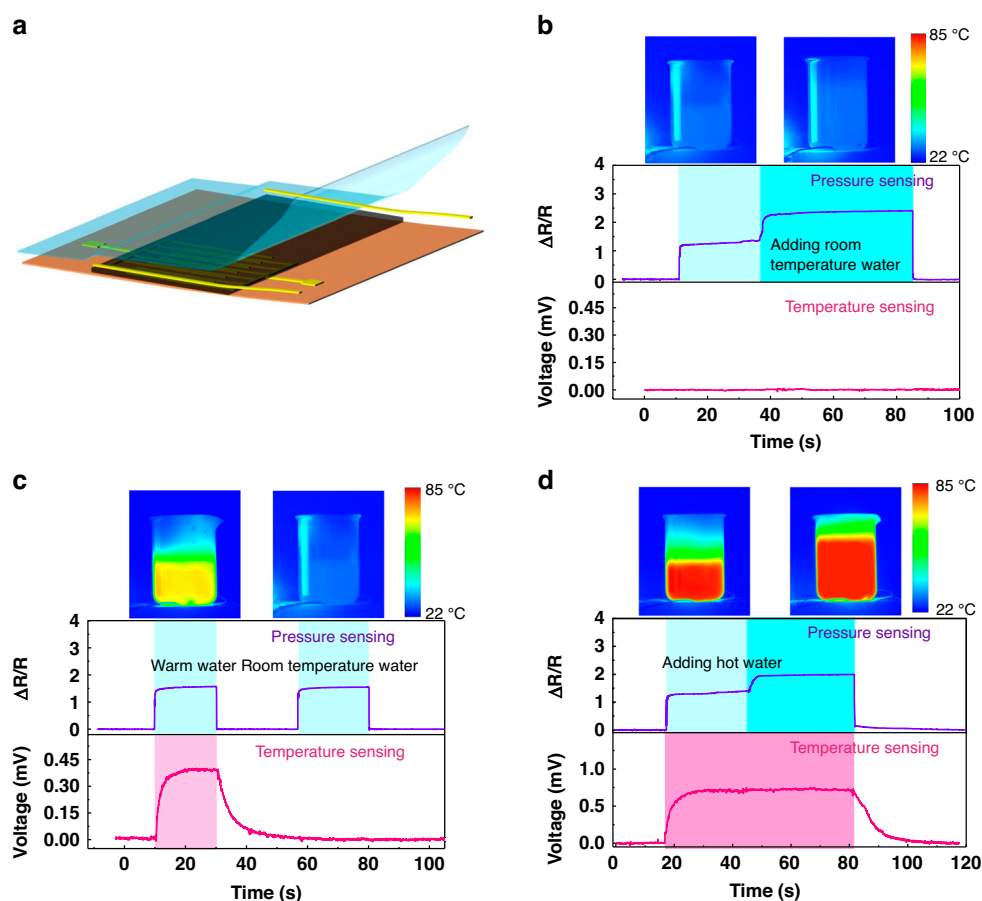 a
b
85 °C
22 °C
4
3
2
1
0
ΔR/R
Pressure sensing
Adding room
temperature water
0.45
0.30
0.15
0.00
Voltage (mV)
Temperature sensing
0 20 40 60 80 100
Time (s)
c
85 °C
22 °C
4
3
2
1
0
ΔR/R
Pressure sensing
Warm water Room temperature water
0.45
0.30
0.15
0.00
Voltage (mV)
Temperature sensing
0 20 40 60 80 100
Time (s)
d
85 °C
22 °C
4
3
2
1
0
ΔR/R
Pressure sensing
Adding hot water
1.0
0.5
0.0
Voltage (mV)
Temperature sensing
0 20 40 60 80 100 120
Time (s)